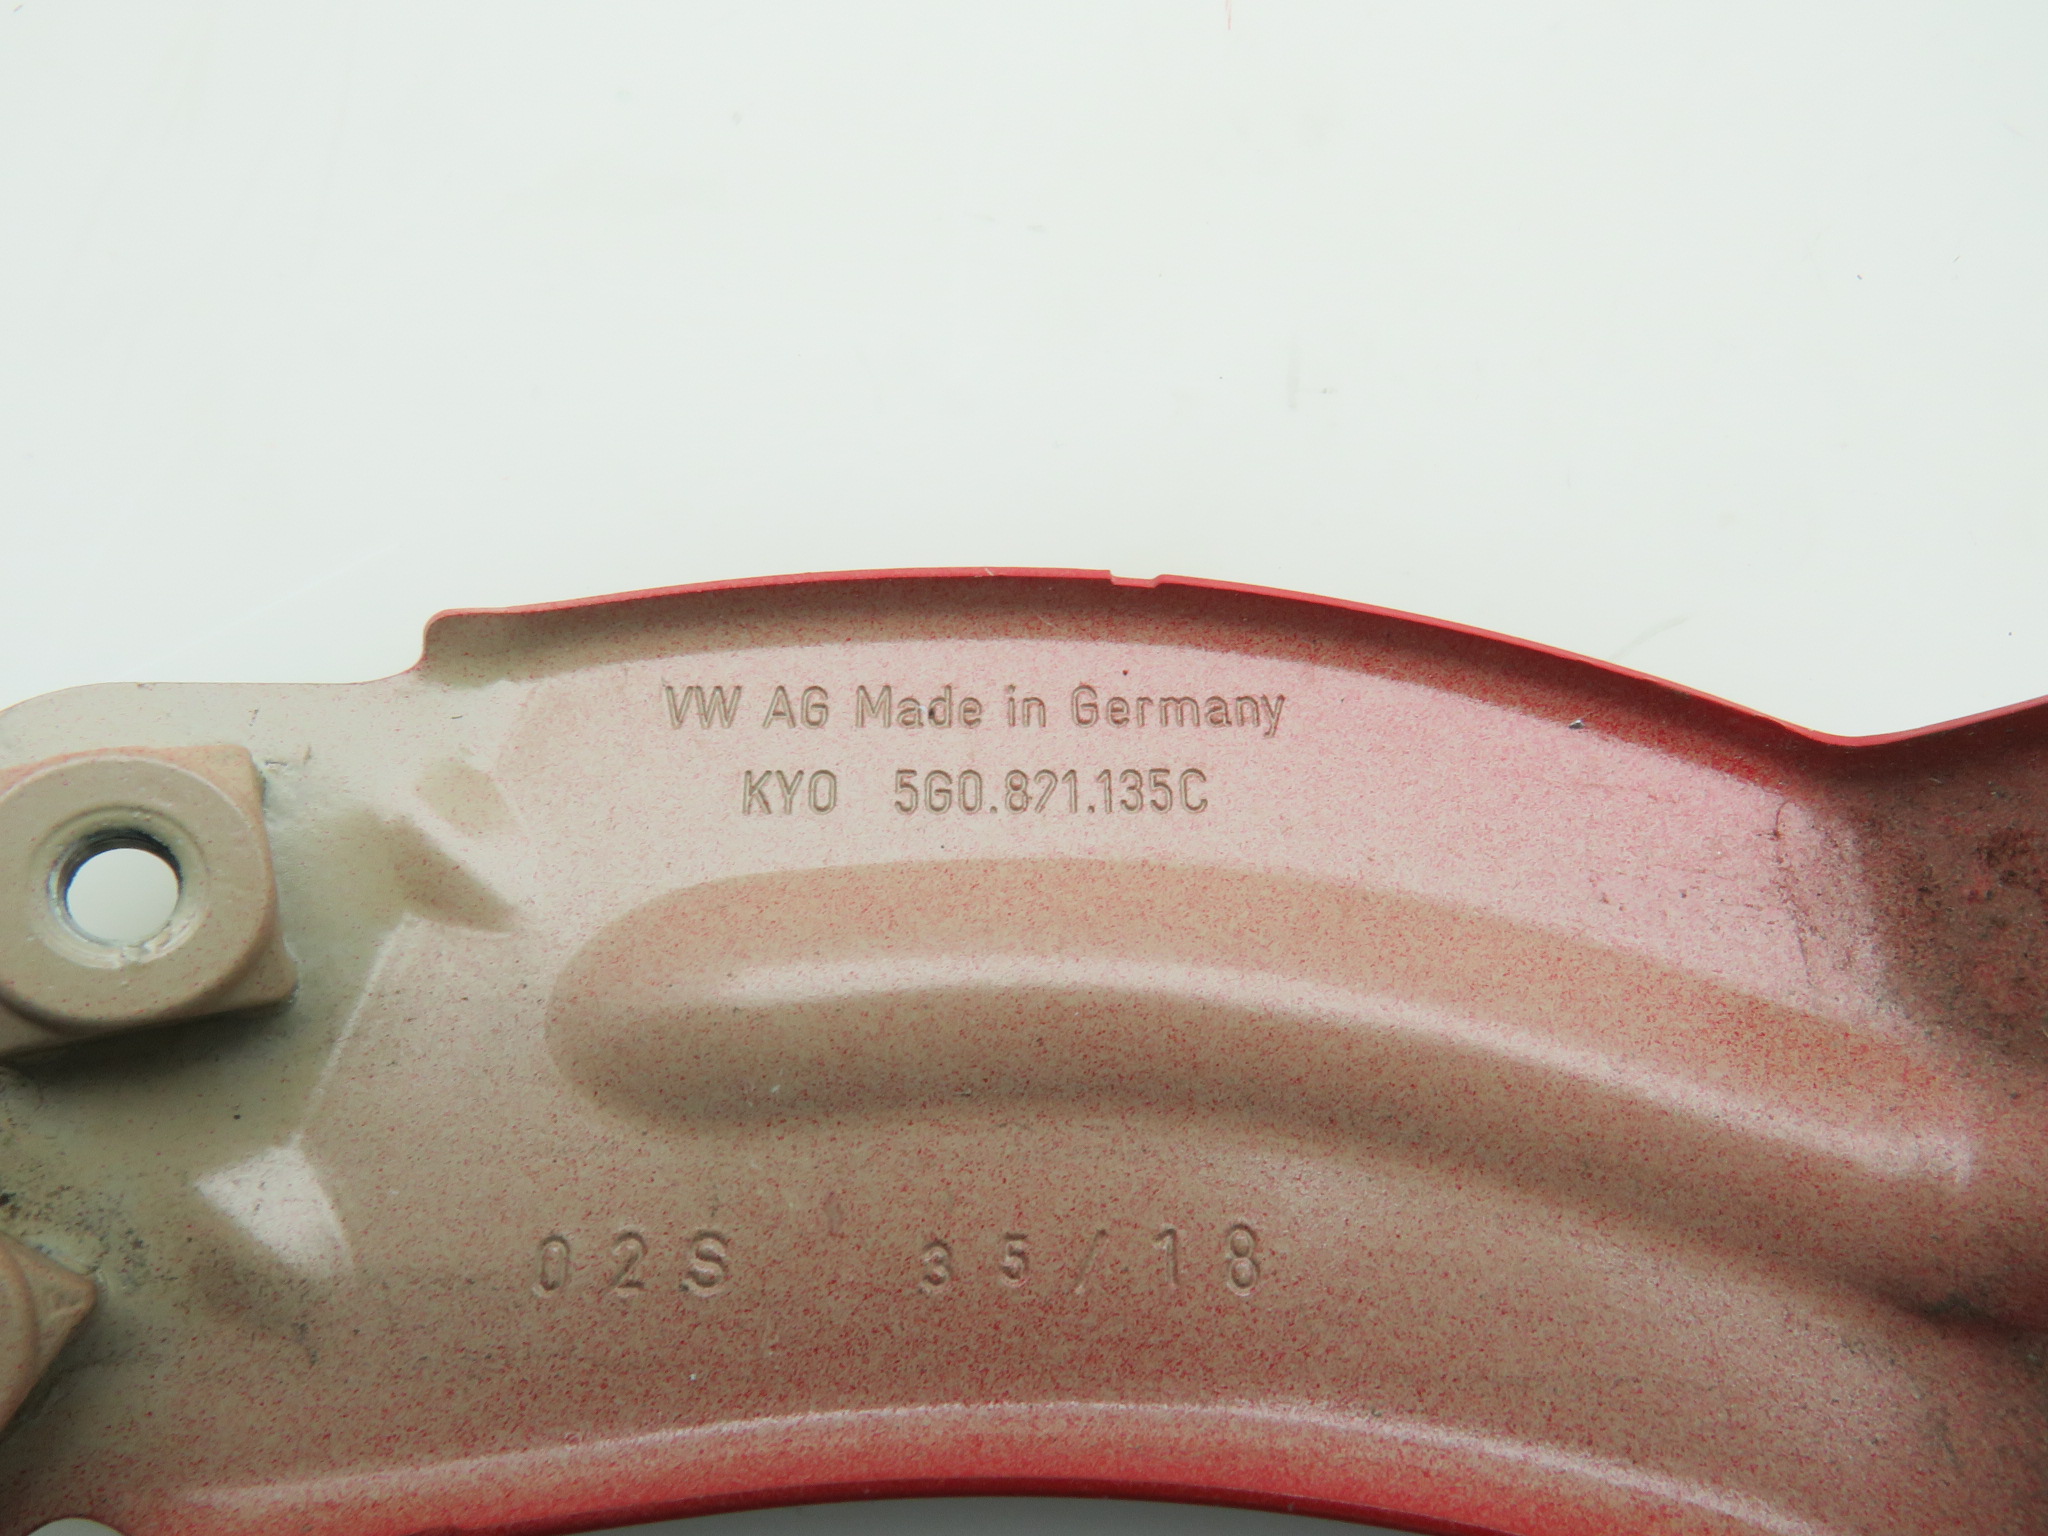 VW AG Made in Germany
KYO 5G0.821.135C
02S 35/18